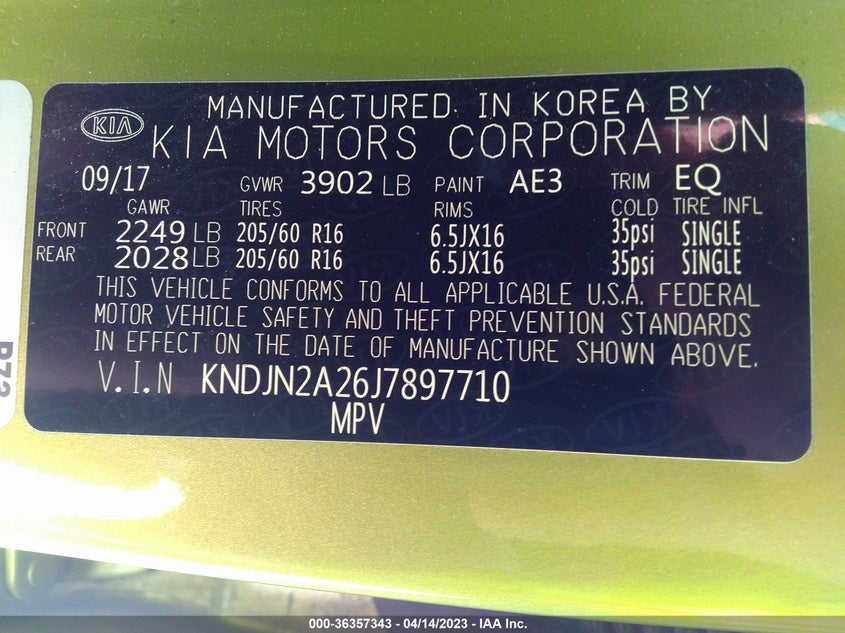 KIA MANUFACTURED IN KOREA BY
KIA MOTORS CORPORATION
09/17 GVWR 3902 LB PAINT AE3 TRIM EQ
GAWR TIRES RIMS COLD TIRE INFL
FRONT 2249 LB 205/60 R16 6.5JX16 35psi SINGLE
REAR 2028 LB 205/60 R16 6.5JX16 35psi SINGLE
THIS VEHICLE CONFORMS TO ALL APPLICABLE U.S.A. FEDERAL
MOTOR VEHICLE SAFETY AND THEFT PREVENTION STANDARDS
IN EFFECT ON THE DATE OF MANUFACTURE SHOWN ABOVE.
V.I.N KNDJN2A26J7897710
MPV
000-36357343 - 04/14/2023 - IAA Inc.